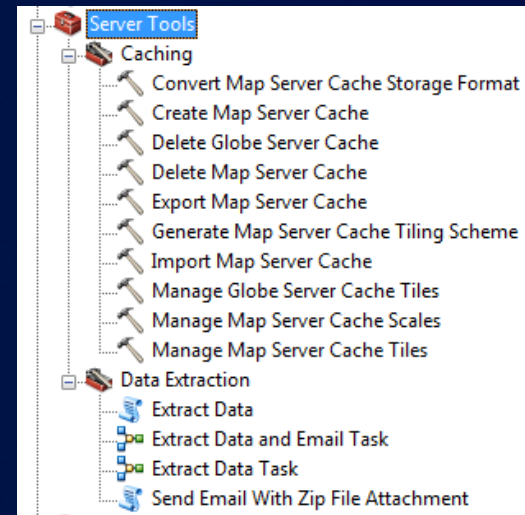 Server Tools
Caching
Convert Map Server Cache Storage Format
Create Map Server Cache
Delete Globe Server Cache
Delete Map Server Cache
Export Map Server Cache
Generate Map Server Cache Tiling Scheme
Import Map Server Cache
Manage Globe Server Cache Tiles
Manage Map Server Cache Scales
Manage Map Server Cache Tiles
Data Extraction
Extract Data
Extract Data and Email Task
Extract Data Task
Send Email With Zip File Attachment